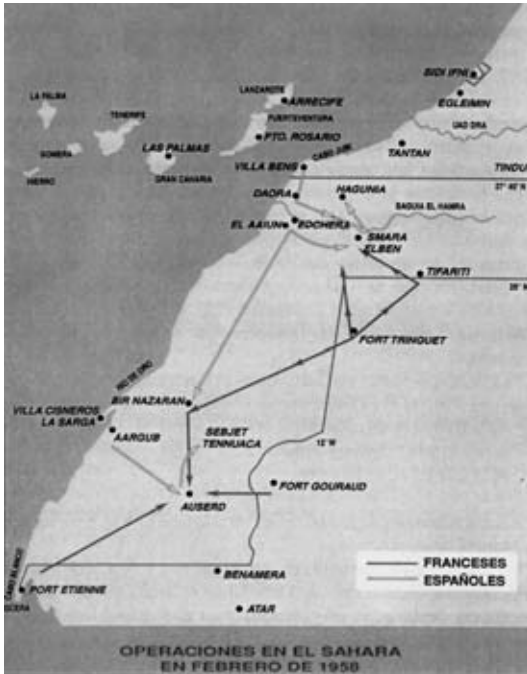 SIDI IFNI
EGLEIMIN
UAD DRA
LANZAROTE
ARRECIFE
LA PALMA
TENERIFE
FUERTEVENTURA
PTO. ROSARIO
TANTAN
GOMERA
LAS PALMAS
CABO JUBI
VILLA BENS
TINDU
HIERRO
GRAN CANARIA
HAGUNIA
27° 40' N
DAORA
SAGUIA EL HAMRA
EL AAIUN
EDCHERA
SMARA
ELBEN
TIFARITI
26° N
FORT TRINQUET
RIO DE ORO
BIR NAZARAN
VILLA CISNEROS
LA SARGA
AARGUB
SEBJET
TENNUACA
12° W
FORT GOURAUD
AUSERD
CABO BLANCO
FRANCESES
BENAMERA
PORT ETIENNE
ESPAÑOLES
ATAR
OPERACIONES EN EL SAHARA
EN FEBRERO DE 1958